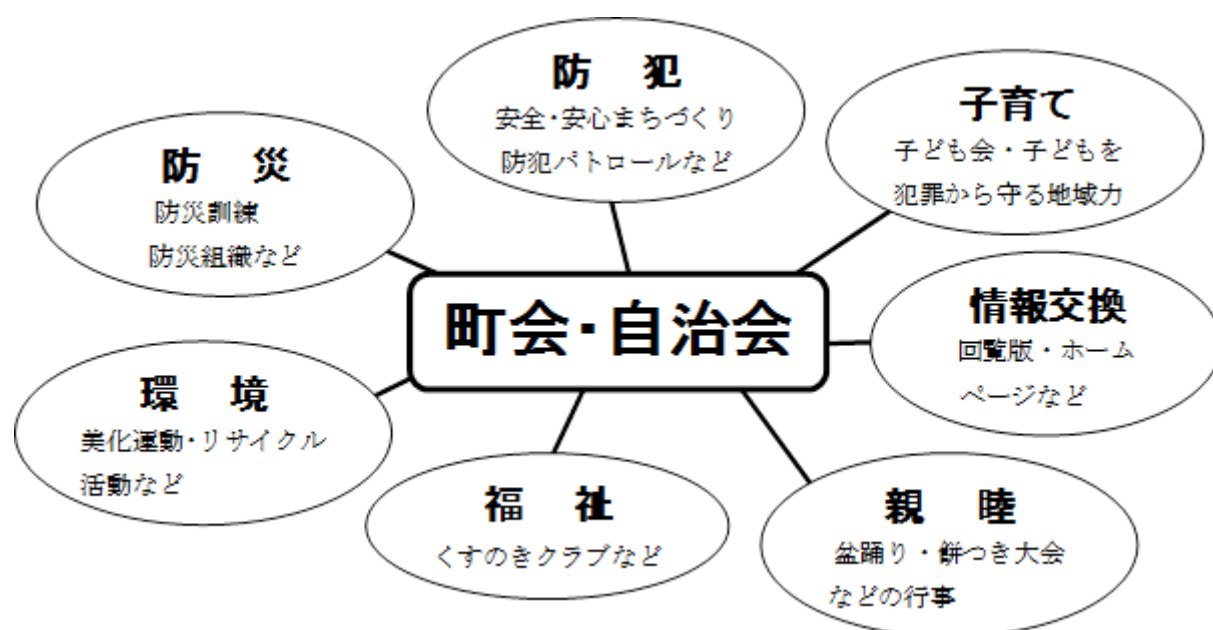 防　犯
安全・安心まちづくり
防犯パトロールなど
子育て
子ども会・子どもを
犯罪から守る地域力
防　災
防災訓練
防災組織など
町会・自治会
情報交換
回覧版・ホーム
ページなど
環　境
美化運動・リサイクル
活動など
福　祉
くすのきクラブなど
親　睦
盆踊り・餅つき大会
などの行事